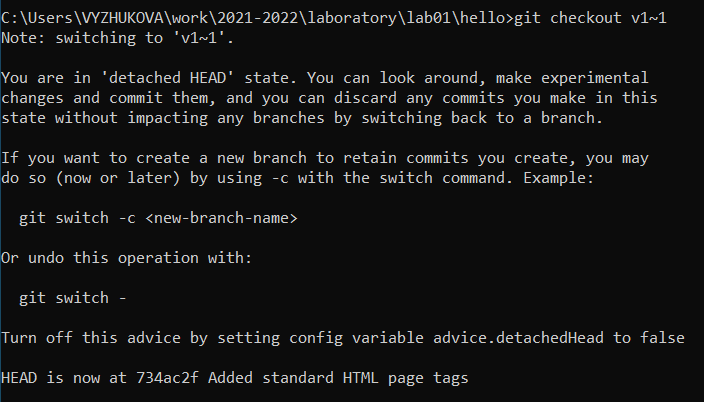 C:\Users\VYZHUKOVA\work\2021-2022\laboratory\lab01\hello>git checkout v1~1
Note: switching to 'v1~1'.
You are in 'detached HEAD' state. You can look around, make experimental
changes and commit them, and you can discard any commits you make in this
state without impacting any branches by switching back to a branch.
If you want to create a new branch to retain commits you create, you may
do so (now or later) by using -c with the switch command. Example:
git switch -c <new-branch-name>
Or undo this operation with:
git switch -
Turn off this advice by setting config variable advice.detachedHead to false
HEAD is now at 734ac2f Added standard HTML page tags